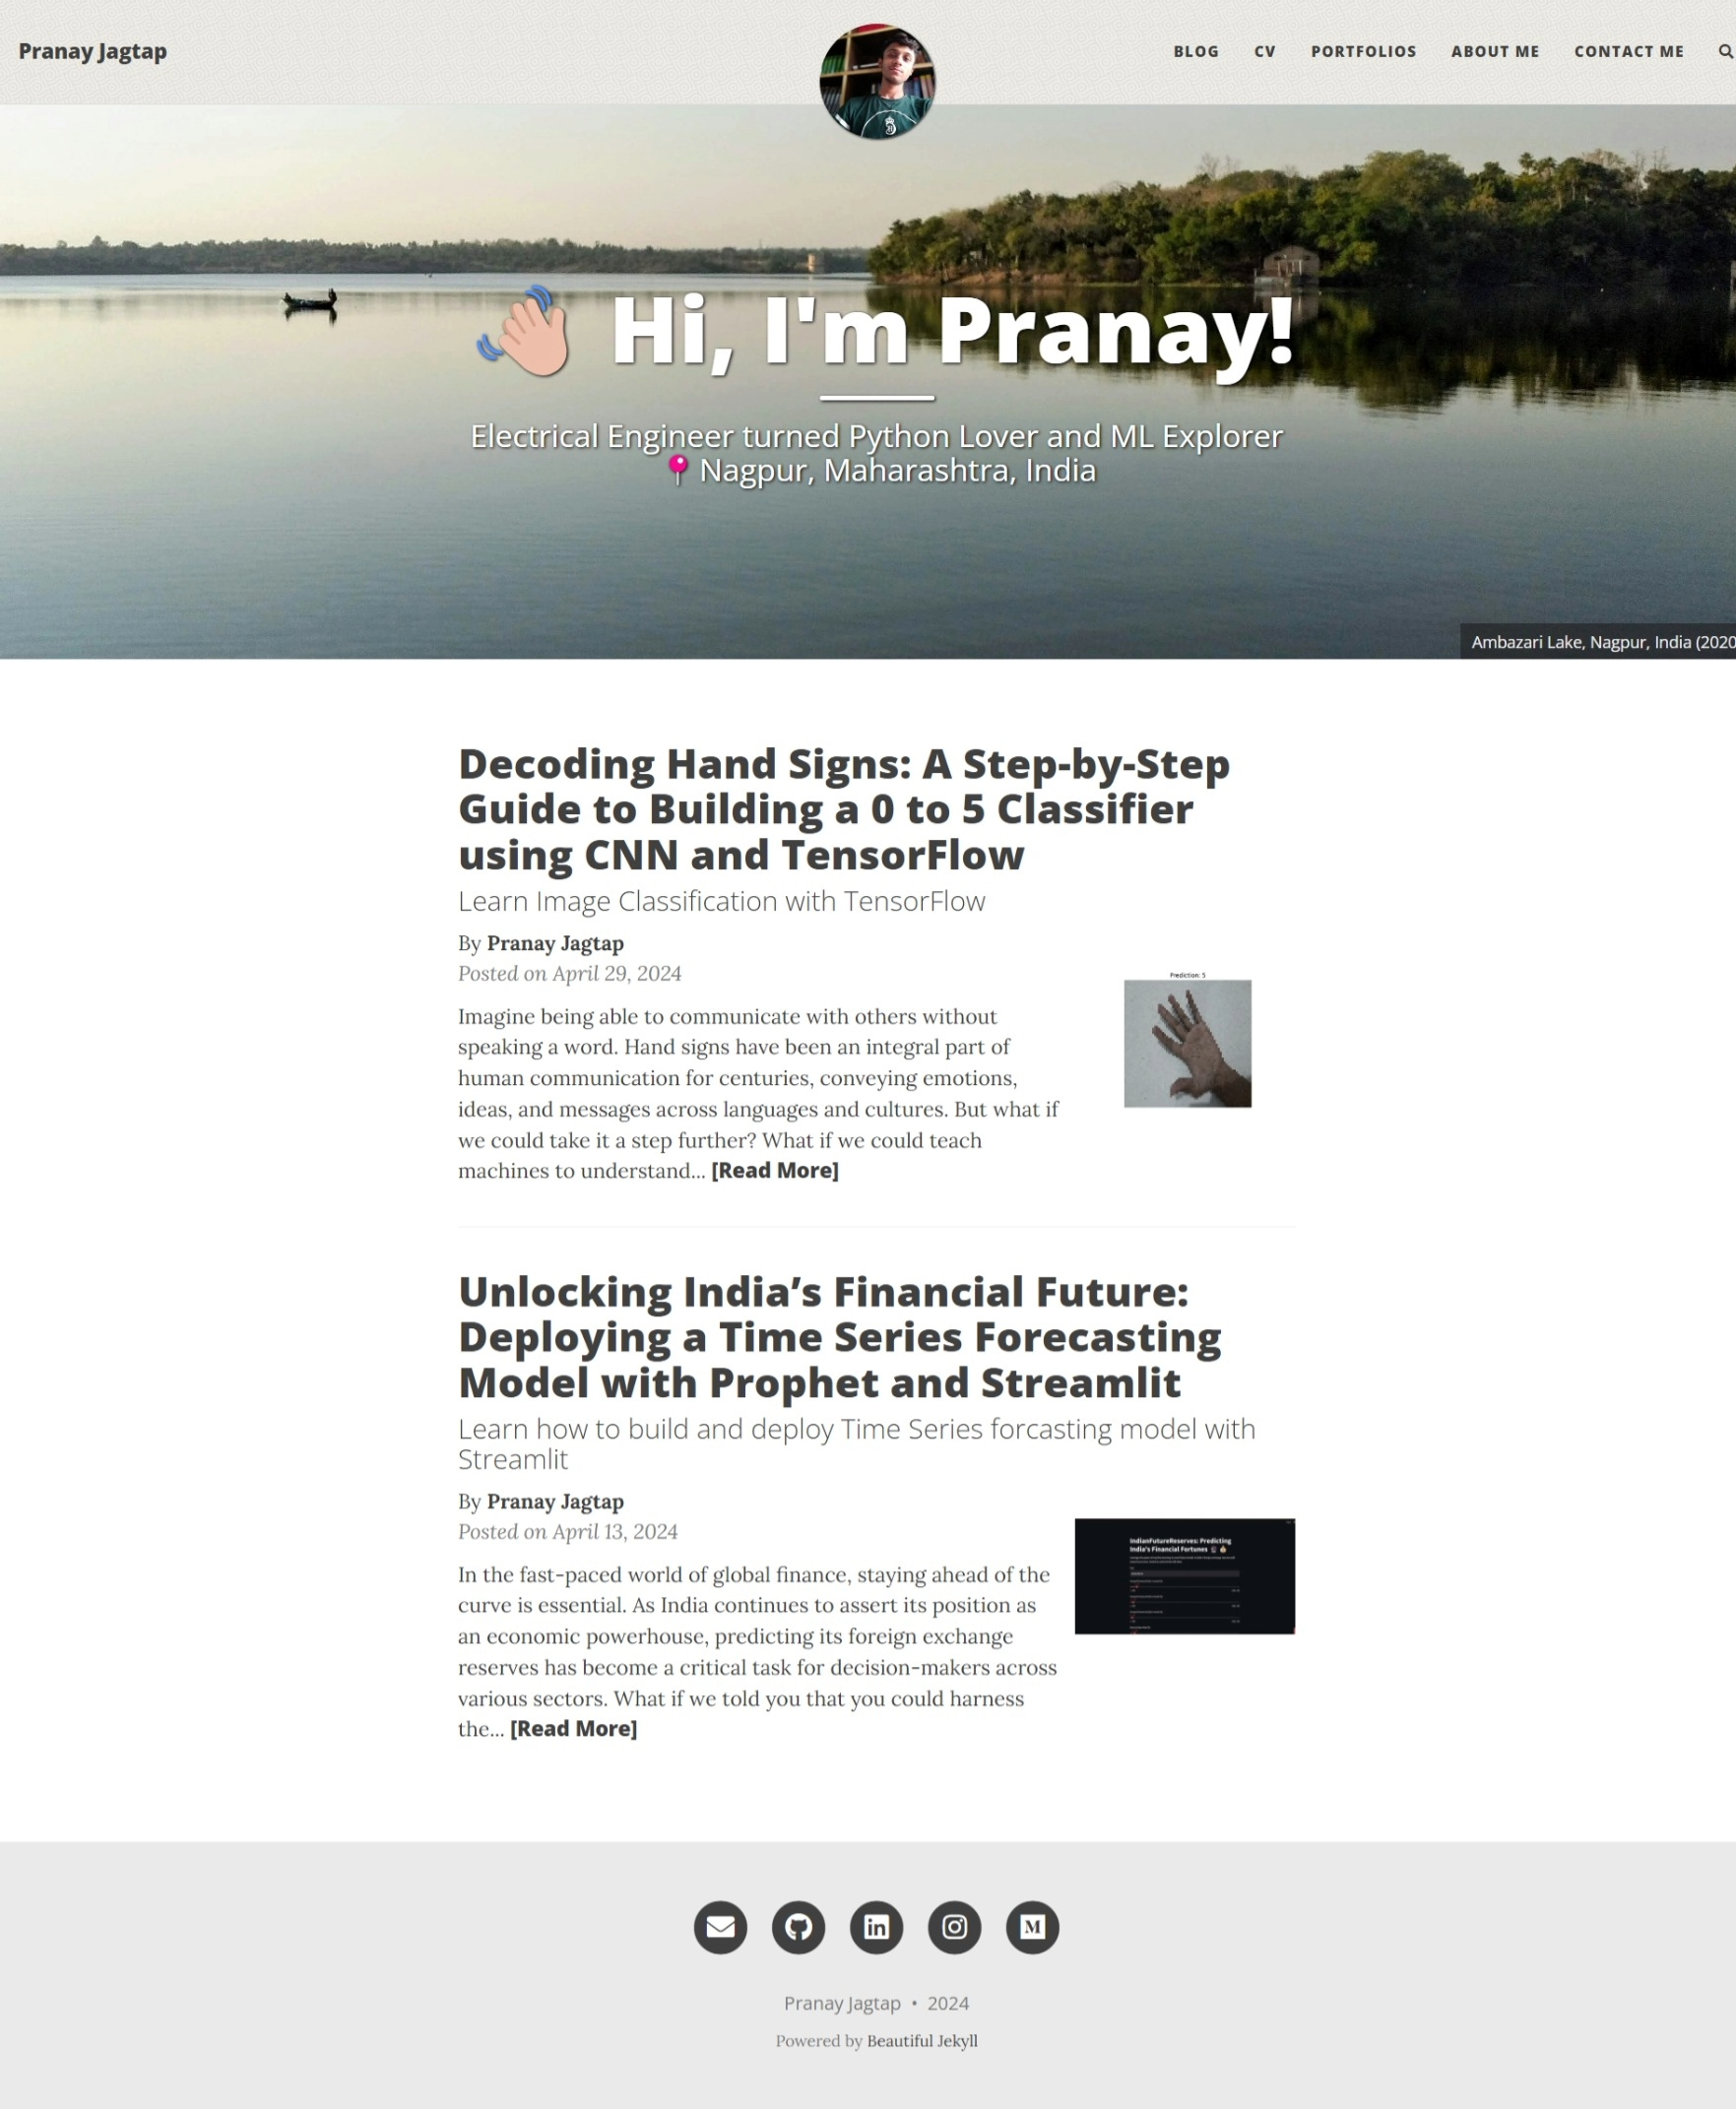 Pranay Jagtap
BLOG CV PORTFOLIOS ABOUT ME CONTACT ME
Hi, I'm Pranay!
Electrical Engineer turned Python Lover and ML Explorer
Nagpur, Maharashtra, India
Ambazari Lake, Nagpur, India (2020
Decoding Hand Signs: A Step-by-Step
Guide to Building a 0 to 5 Classifier
using CNN and TensorFlow
Learn Image Classification with TensorFlow
By Pranay Jagtap
Posted on April 29, 2024
Prediction: 5
Imagine being able to communicate with others without
speaking a word. Hand signs have been an integral part of
human communication for centuries, conveying emotions,
ideas, and messages across languages and cultures. But what if
we could take it a step further? What if we could teach
machines to understand... [Read More]
Unlocking India’s Financial Future:
Deploying a Time Series Forecasting
Model with Prophet and Streamlit
Learn how to build and deploy Time Series forcasting model with
Streamlit
By Pranay Jagtap
Posted on April 13, 2024
IndianFutureReserves: Predicting
India's Financial Fortunes
In the fast-paced world of global finance, staying ahead of the
curve is essential. As India continues to assert its position as
an economic powerhouse, predicting its foreign exchange
reserves has become a critical task for decision-makers across
various sectors. What if we told you that you could harness
the... [Read More]
Pranay Jagtap • 2024
Powered by Beautiful Jekyll